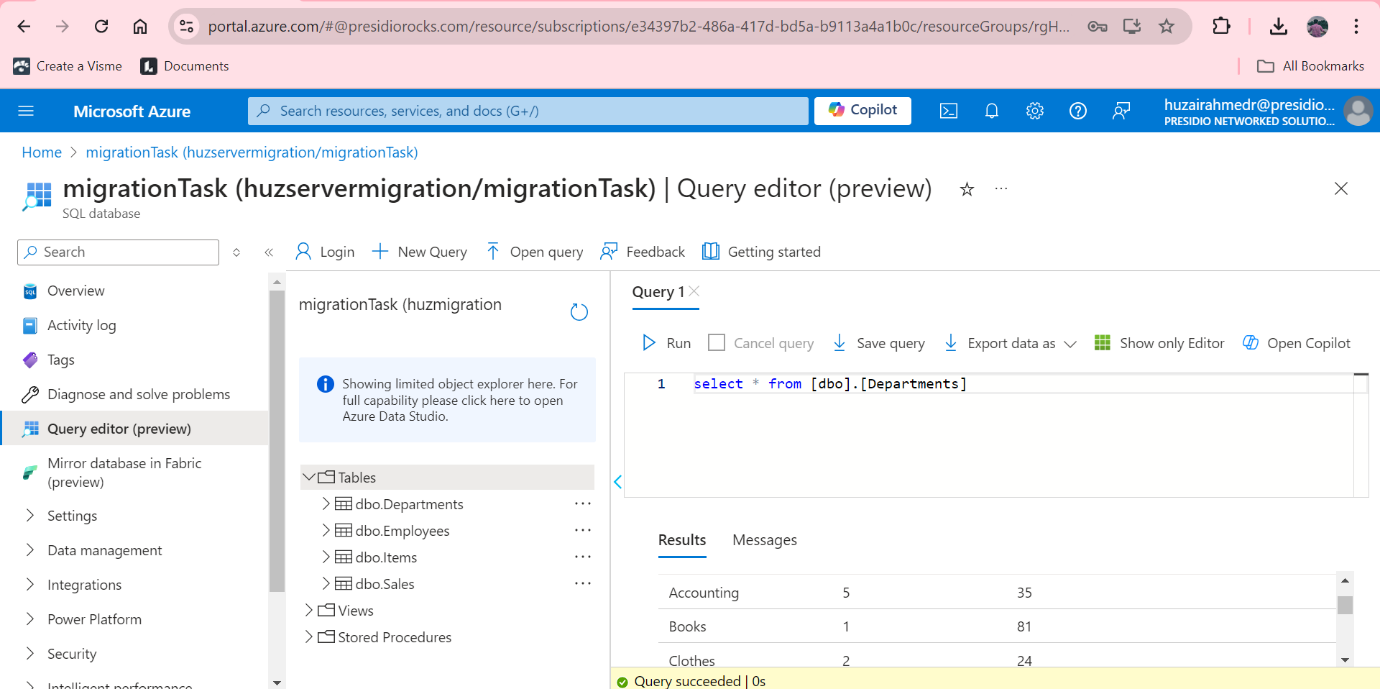 portal.azure.com/#@presidiorocks.com/resource/subscriptions/e34397b2-486a-417d-bd5a-b9113a4a1b0c/resourceGroups/rgH...
Create a Visme
Documents
All Bookmarks
Microsoft Azure
Search resources, services, and docs (G+/)
Copilot
huzairahmedr@presidio...
PRESIDIO NETWORKED SOLUTIO...
Home > migrationTask (huzservermigration/migrationTask)
migrationTask (huzservermigration/migrationTask) | Query editor (preview)
SQL database
Search
Login
New Query
Open query
Feedback
Getting started
Overview
Activity log
Tags
Diagnose and solve problems
Query editor (preview)
Mirror database in Fabric
(preview)
Settings
Data management
Integrations
Power Platform
Security
Intelligent performance
migrationTask (huzmigration
Showing limited object explorer here. For
full capability please click here to open
Azure Data Studio.
Tables
dbo.Departments
dbo.Employees
dbo.Items
dbo.Sales
Views
Stored Procedures
Query 1
Run
Cancel query
Save query
Export data as
Show only Editor
Open Copilot
1 select * from [dbo].[Departments]
Results
Messages
Accounting 5 35
Books 1 81
Clothes 2 24
Query succeeded | 0s